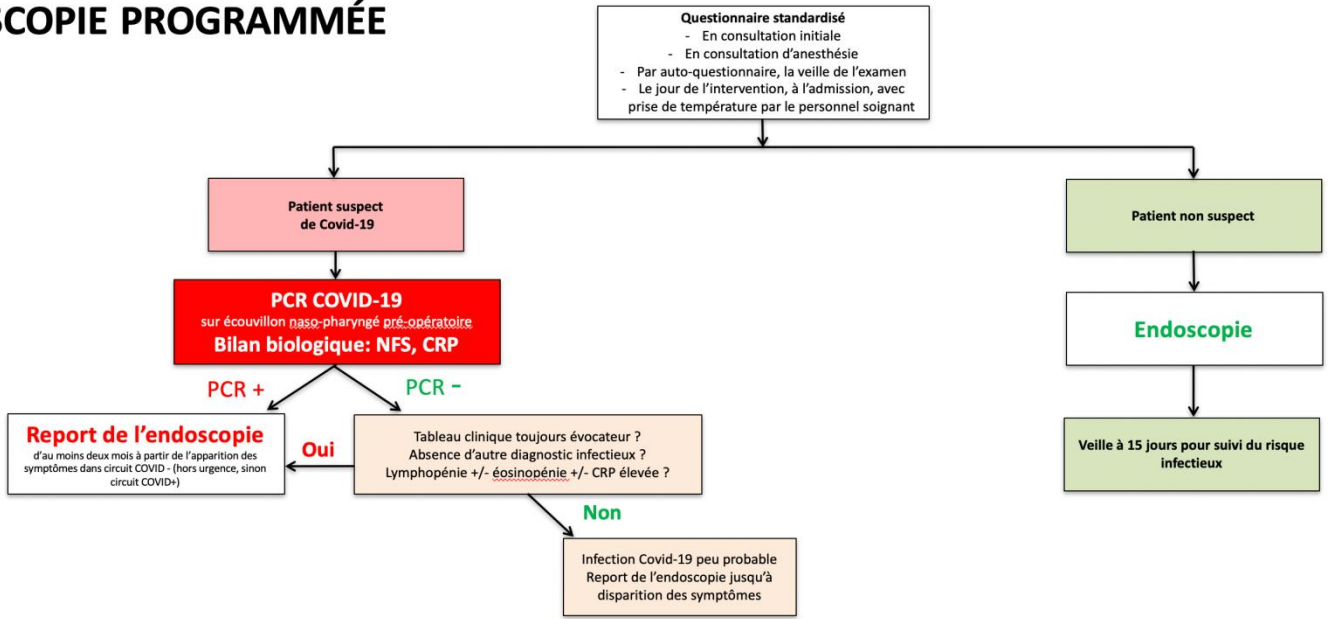 SCOPIE PROGRAMMÉE
Questionnaire standardisé
- En consultation initiale
- En consultation d'anesthésie
- Par auto-questionnaire, la veille de l'examen
- Le jour de l'intervention, à l'admission, avec
prise de température par le personnel soignant
Patient suspect
de Covid-19
Patient non suspect
PCR COVID-19
sur écouvillon naso-pharyngé pré-opératoire
Bilan biologique: NFS, CRP
Endoscopie
PCR +
PCR -
Report de l'endoscopie
d'au moins deux mois à partir de l'apparition des
symptômes dans circuit COVID - (hors urgence, sinon
circuit COVID+)
Oui
Tableau clinique toujours évocateur ?
Absence d'autre diagnostic infectieux ?
Lymphopénie +/- éosinopénie +/- CRP élevée ?
Veille à 15 jours pour suivi du risque
infectieux
Non
Infection Covid-19 peu probable
Report de l'endoscopie jusqu'à
disparition des symptômes